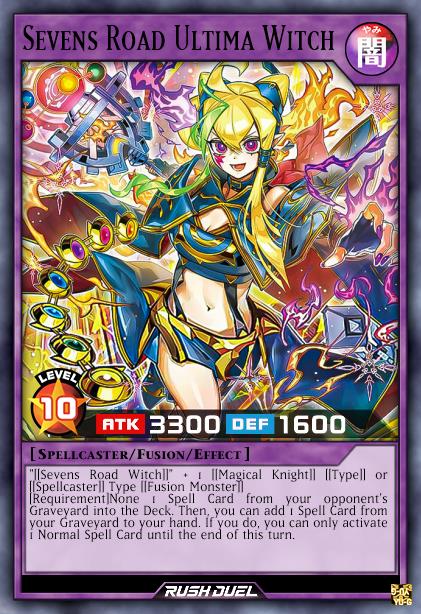 Sevens Road Ultima Witch
やみ
闇
LEVEL
10
ATK 3300 DEF 1600
[Spellcaster/Fusion/Effect]
"[[Sevens Road Witch]]" + 1 [[Magical Knight]] [[Type]] or
[[Spellcaster]] Type [[Fusion Monster]]
[Requirement]None 1 Spell Card from your opponent's
Graveyard into the Deck. Then, you can add 1 Spell Card from
your Graveyard to your hand. If you do, you can only activate
1 Normal Spell Card until the end of this turn.
RUSH DUEL